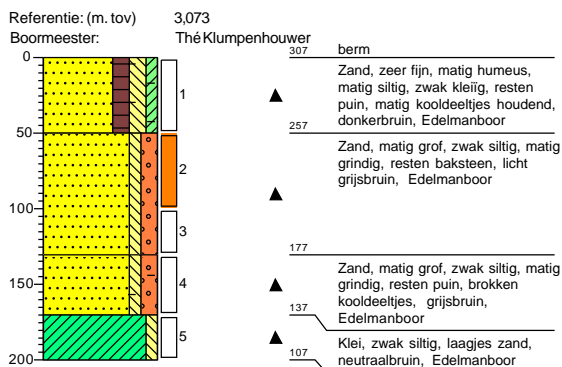 Referentie: (m. tov) 3,073
Boormeester: Thé Klumpenhouwer
307 berm
0
Zand, zeer fijn, matig humeus,
matig siltig, zwak kleiïg, resten
puin, matig kooldeeltjes houdend,
donkerbruin, Edelmanboor
1
257
50
Zand, matig grof, zwak siltig, matig
grindig, resten baksteen, licht
grijsbruin, Edelmanboor
2
100
3
177
Zand, matig grof, zwak siltig, matig
grindig, resten puin, brokken
kooldeeltjes, grijsbruin,
Edelmanboor
150
4
137
Klei, zwak siltig, laagjes zand,
neutraalbruin, Edelmanboor
5
107
200